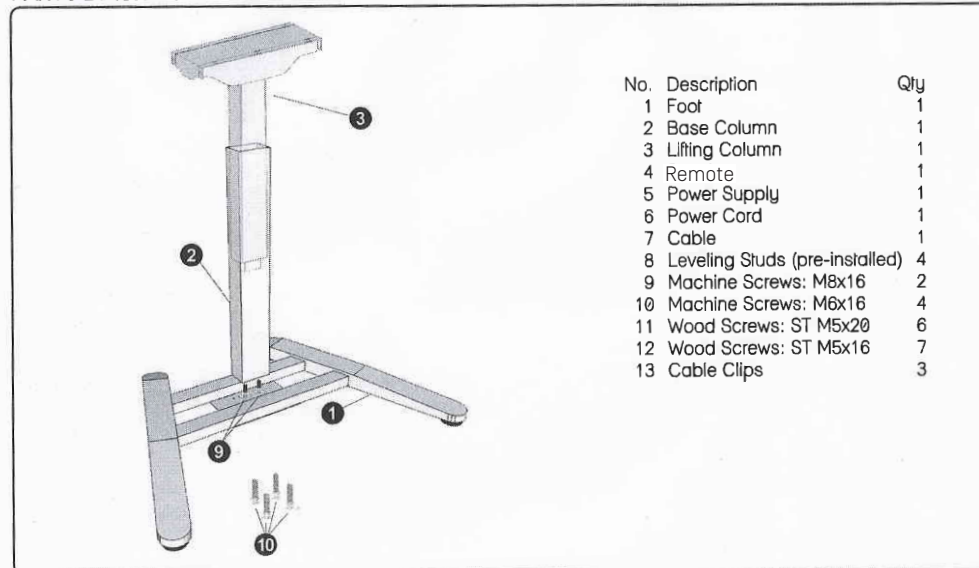 No. Description Qty
1 Foot 1
2 Base Column 1
3 Lifting Column 1
4 Remote 1
5 Power Supply 1
6 Power Cord 1
7 Cable 1
8 Leveling Studs (pre-installed) 4
9 Machine Screws: M8x16 2
10 Machine Screws: M6x16 4
11 Wood Screws: ST M5x20 6
12 Wood Screws: ST M5x16 7
13 Cable Clips 3
3
2
1
9
10